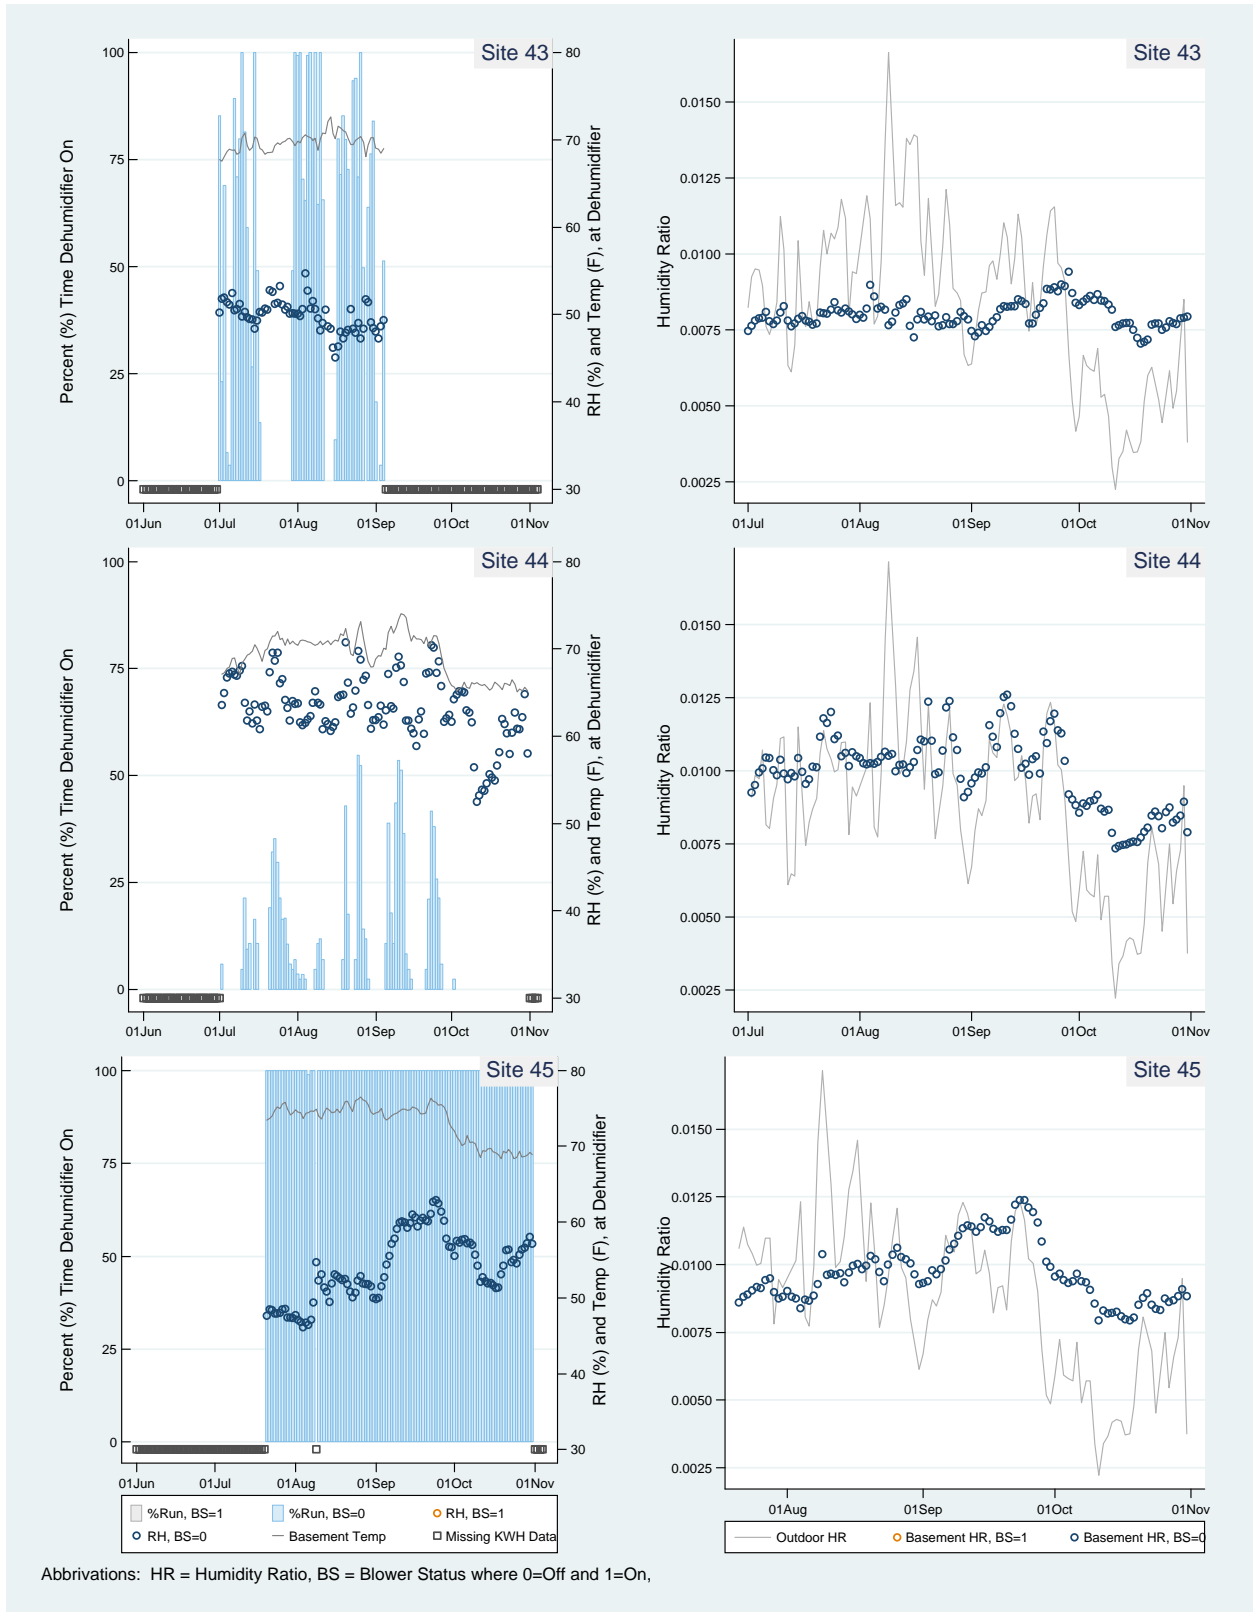 Site 43
Percent (%) Time Dehumidifier On
100
75
50
25
0
80
70
60
50
40
30
RH (%) and Temp (F), at Dehumidifier
01Jun 01Jul 01Aug 01Sep 01Oct 01Nov
Site 43
Humidity Ratio
0.0150
0.0125
0.0100
0.0075
0.0050
0.0025
01Jul 01Aug 01Sep 01Oct 01Nov
Site 44
Percent (%) Time Dehumidifier On
100
75
50
25
0
80
70
60
50
40
30
RH (%) and Temp (F), at Dehumidifier
01Jun 01Jul 01Aug 01Sep 01Oct 01Nov
Site 44
Humidity Ratio
0.0150
0.0125
0.0100
0.0075
0.0050
0.0025
01Jul 01Aug 01Sep 01Oct 01Nov
Site 45
Percent (%) Time Dehumidifier On
100
75
50
25
0
80
70
60
50
40
30
RH (%) and Temp (F), at Dehumidifier
01Jun 01Jul 01Aug 01Sep 01Oct 01Nov
%Run, BS=1 %Run, BS=0 RH, BS=1
RH, BS=0 Basement Temp Missing KWH Data
Site 45
Humidity Ratio
0.0150
0.0125
0.0100
0.0075
0.0050
0.0025
01Aug 01Sep 01Oct 01Nov
Outdoor HR Basement HR, BS=1 Basement HR, BS=0
Abbrivations: HR = Humidity Ratio, BS = Blower Status where 0=Off and 1=On,